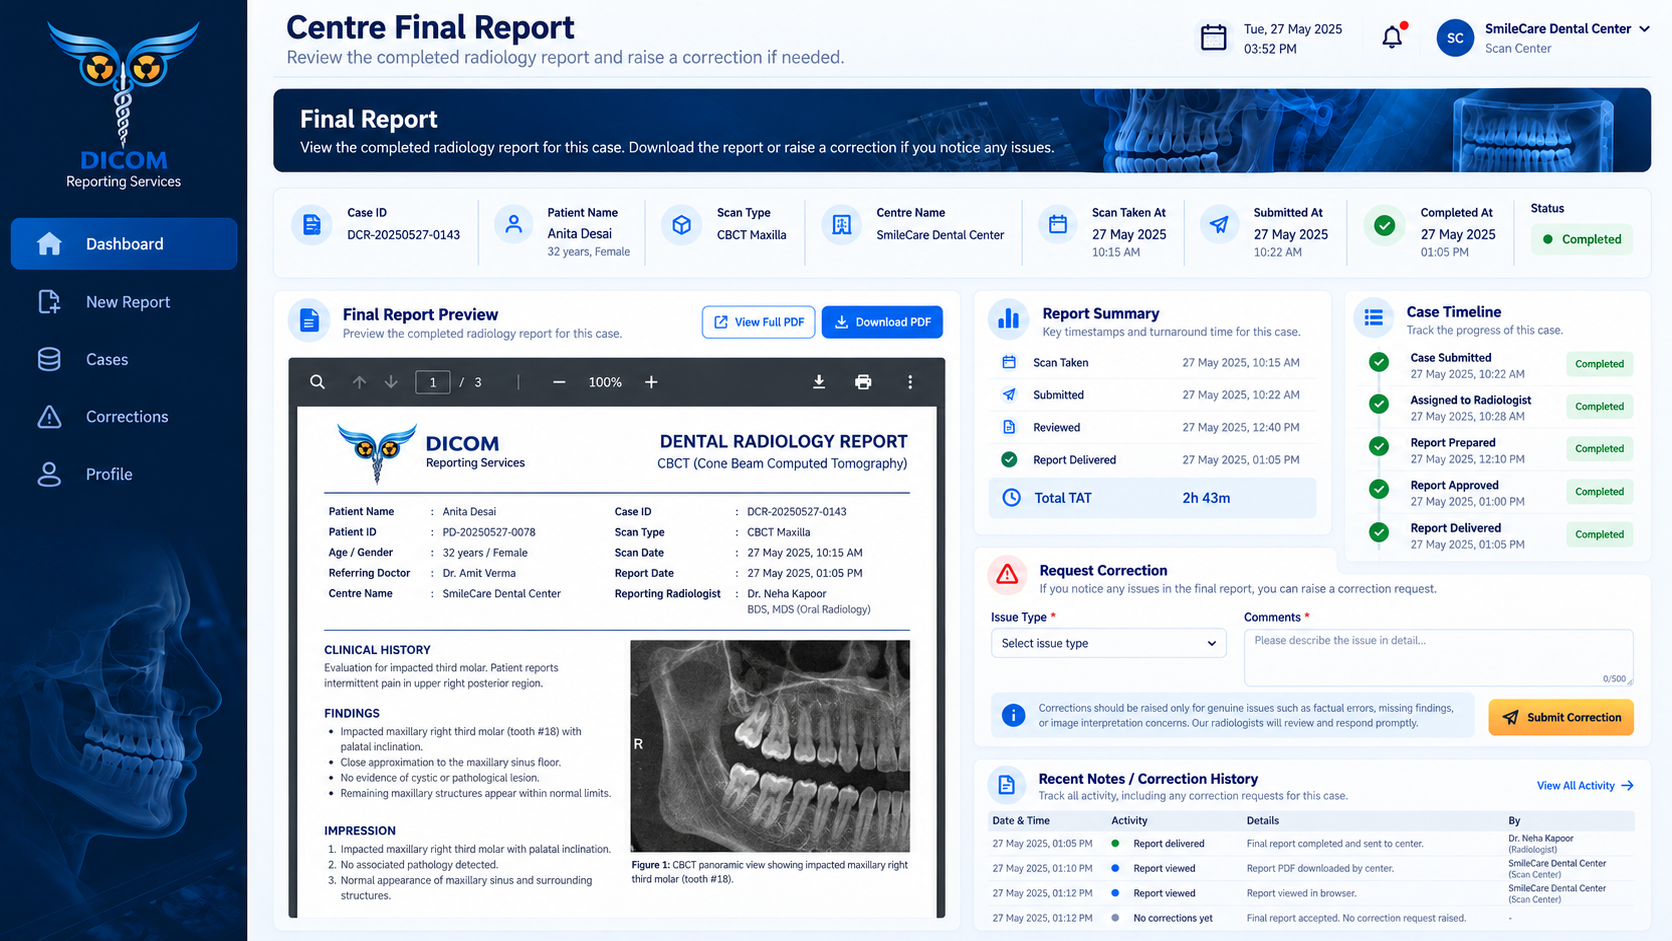 DICOM
Reporting Services
Dashboard
New Report
Cases
Corrections
Profile
Centre Final Report
Review the completed radiology report and raise a correction if needed.
Tue, 27 May 2025
03:52 PM
SC
SmileCare Dental Center
Scan Center
Final Report
View the completed radiology report for this case. Download the report or raise a correction if you notice any issues.
Case ID
DCR-20250527-0143
Patient Name
Anita Desai
32 years, Female
Scan Type
CBCT Maxilla
Centre Name
SmileCare Dental Center
Scan Taken At
27 May 2025
10:15 AM
Submitted At
27 May 2025
10:22 AM
Completed At
27 May 2025
01:05 PM
Status
Completed
Final Report Preview
Preview the completed radiology report for this case.
View Full PDF
Download PDF
1 / 3
100%
DICOM
Reporting Services
DENTAL RADIOLOGY REPORT
CBCT (Cone Beam Computed Tomography)
Patient Name : Anita Desai
Patient ID : PD-20250527-0078
Age / Gender : 32 years / Female
Referring Doctor : Dr. Amit Verma
Centre Name : SmileCare Dental Center
Case ID : DCR-20250527-0143
Scan Type : CBCT Maxilla
Scan Date : 27 May 2025, 10:15 AM
Report Date : 27 May 2025, 01:05 PM
Reporting Radiologist : Dr. Neha Kapoor
BDS, MDS (Oral Radiology)
CLINICAL HISTORY
Evaluation for impacted third molar. Patient reports
intermittent pain in upper right posterior region.
FINDINGS
• Impacted maxillary right third molar (tooth #18) with
palatal inclination.
• Close approximation to the maxillary sinus floor.
• No evidence of cystic or pathological lesion.
• Remaining maxillary structures appear within normal limits.
IMPRESSION
1. Impacted maxillary right third molar with palatal inclination.
2. No associated pathology detected.
3. Normal appearance of maxillary sinus and surrounding
structures.
R
Figure 1: CBCT panoramic view showing impacted maxillary right
third molar (tooth #18).
Report Summary
Key timestamps and turnaround time for this case.
Scan Taken 27 May 2025, 10:15 AM
Submitted 27 May 2025, 10:22 AM
Reviewed 27 May 2025, 12:40 PM
Report Delivered 27 May 2025, 01:05 PM
Total TAT 2h 43m
Case Timeline
Track the progress of this case.
Case Submitted
27 May 2025, 10:22 AM
Completed
Assigned to Radiologist
27 May 2025, 10:28 AM
Completed
Report Prepared
27 May 2025, 12:10 PM
Completed
Report Approved
27 May 2025, 01:00 PM
Completed
Report Delivered
27 May 2025, 01:05 PM
Completed
Request Correction
If you notice any issues in the final report, you can raise a correction request.
Issue Type *
Select issue type
Comments *
Please describe the issue in detail...
0/500
Corrections should be raised only for genuine issues such as factual errors, missing findings,
or image interpretation concerns. Our radiologists will review and respond promptly.
Submit Correction
Recent Notes / Correction History
Track all activity, including any correction requests for this case.
View All Activity
Date & Time Activity Details By
27 May 2025, 01:05 PM Report delivered Final report completed and sent to center. Dr. Neha Kapoor
(Radiologist)
27 May 2025, 01:10 PM Report viewed Report PDF downloaded by center. SmileCare Dental Center
(Scan Center)
27 May 2025, 01:12 PM Report viewed Report viewed in browser. SmileCare Dental Center
(Scan Center)
27 May 2025, 01:12 PM No corrections yet Final report accepted. No correction request raised. -